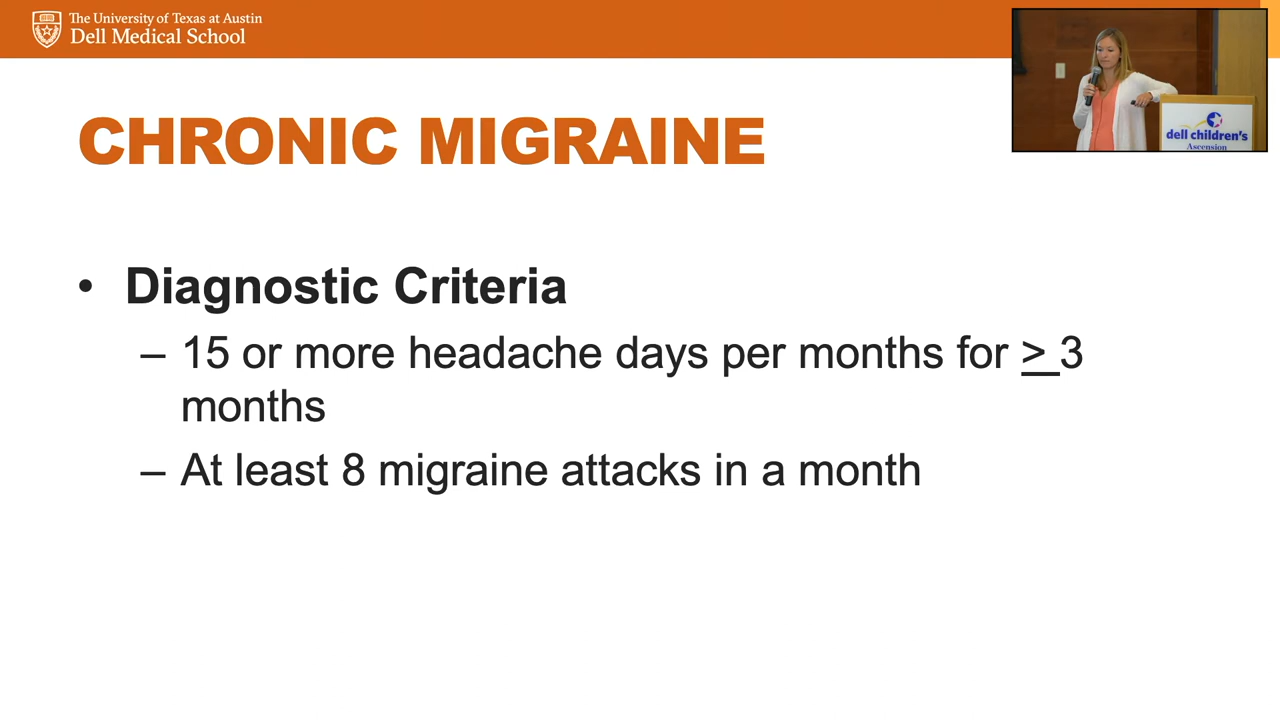 The University of Texas at Austin
Dell Medical School
dell children's
Ascension
CHRONIC MIGRAINE
• Diagnostic Criteria
– 15 or more headache days per months for > 3
months
– At least 8 migraine attacks in a month